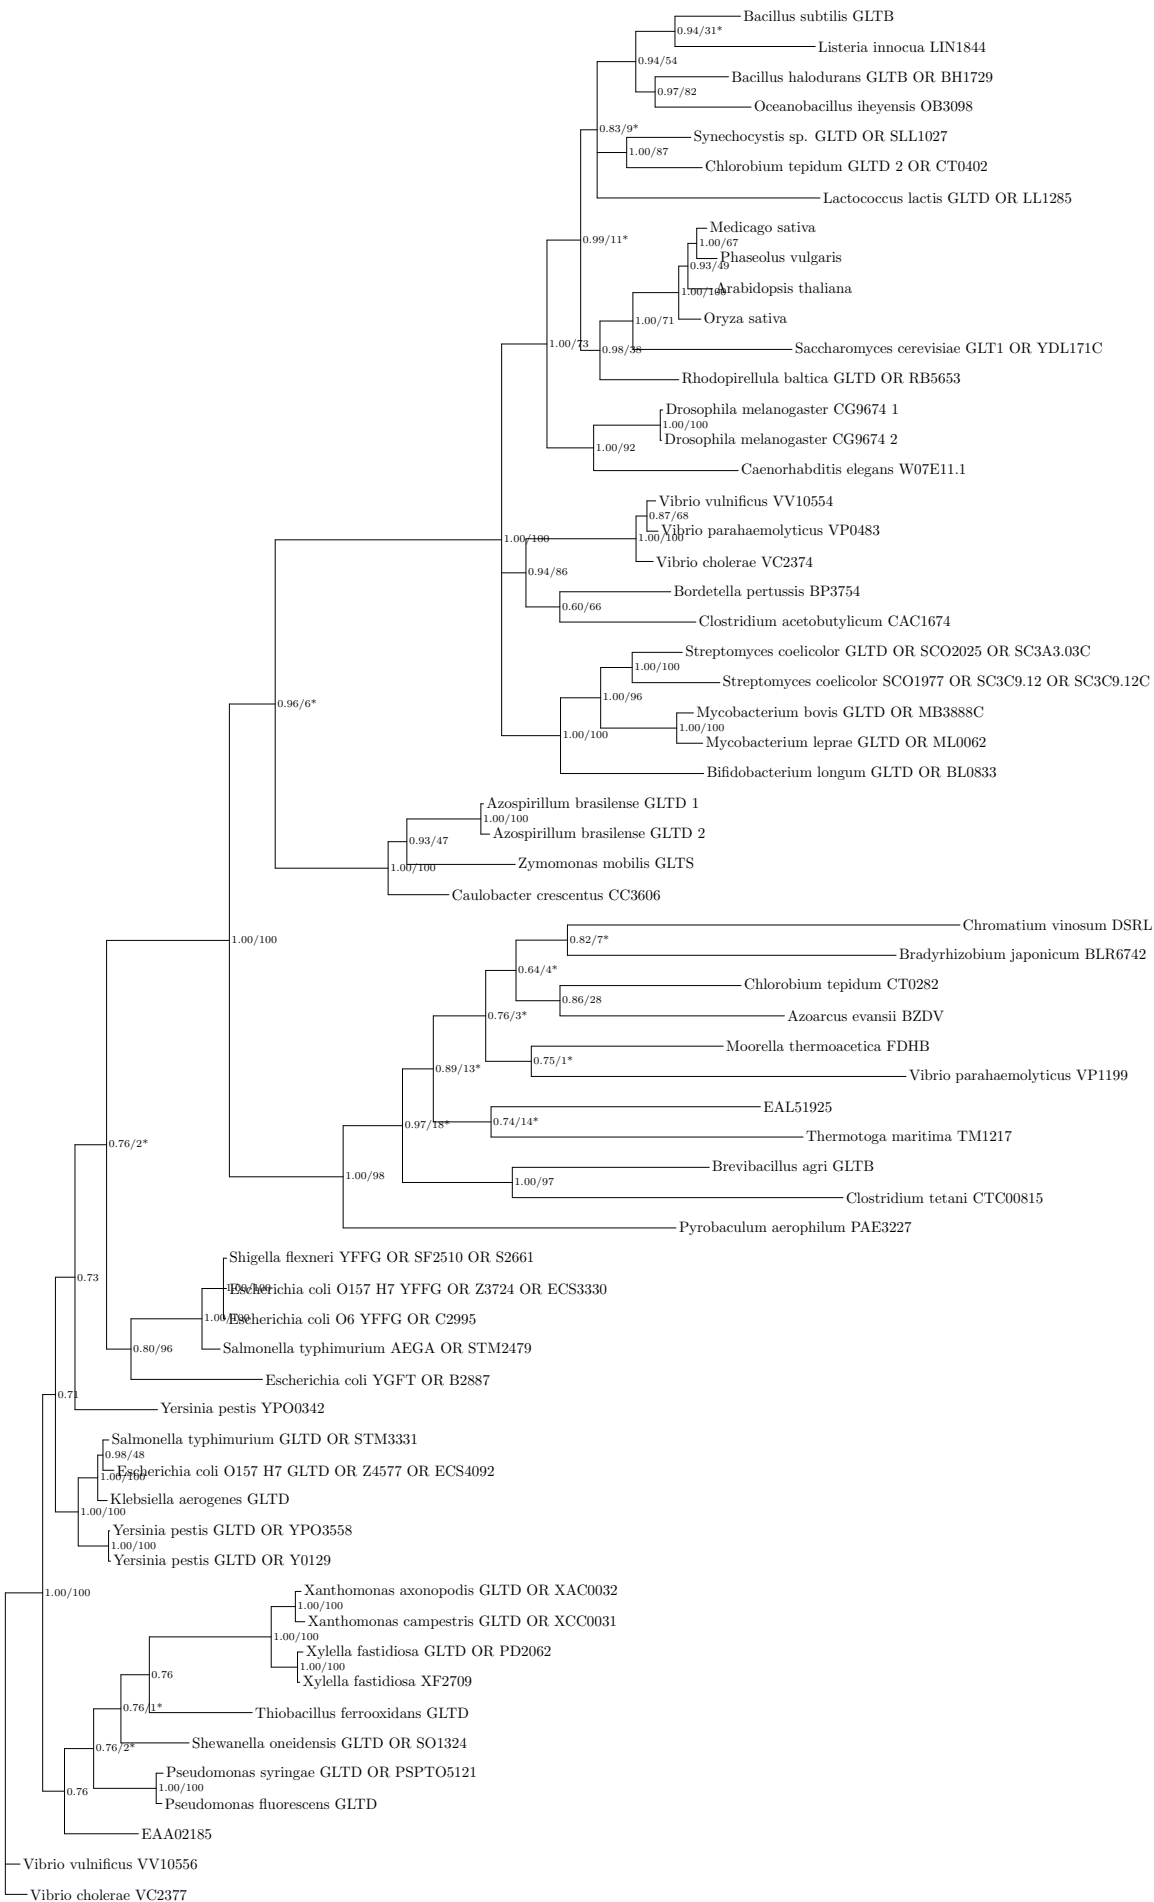 Bacillus subtilis GLTB
0.94/31*
Listeria innocua LIN1844
0.94/54
Bacillus halodurans GLTB OR BH1729
0.97/82
Oceanobacillus iheyensis OB3098
0.83/9*
Synechocystis sp. GLTD OR SLL1027
1.00/87
Chlorobium tepidum GLTD 2 OR CT0402
Lactococcus lactis GLTD OR LL1285
Medicago sativa
0.99/11*
1.00/67
Phaseolus vulgaris
0.93/49
Arabidopsis thaliana
1.00/100
Oryza sativa
1.00/71
1.00/73
0.98/38
Saccharomyces cerevisiae GLT1 OR YDL171C
Rhodopirellula baltica GLTD OR RB5653
Drosophila melanogaster CG9674 1
1.00/100
Drosophila melanogaster CG9674 2
1.00/92
Caenorhabditis elegans W07E11.1
Vibrio vulnificus VV10554
0.87/68
Vibrio parahaemolyticus VP0483
1.00/100
1.00/100
Vibrio cholerae VC2374
0.94/86
Bordetella pertussis BP3754
0.60/66
Clostridium acetobutylicum CAC1674
Streptomyces coelicolor GLTD OR SCO2025 OR SC3A3.03C
1.00/100
Streptomyces coelicolor SCO1977 OR SC3C9.12 OR SC3C9.12C
1.00/96
0.96/6*
Mycobacterium bovis GLTD OR MB3888C
1.00/100
1.00/100
Mycobacterium leprae GLTD OR ML0062
Bifidobacterium longum GLTD OR BL0833
Azospirillum brasilense GLTD 1
1.00/100
Azospirillum brasilense GLTD 2
0.93/47
Zymomonas mobilis GLTS
1.00/100
Caulobacter crescentus CC3606
Chromatium vinosum DSRL
1.00/100
0.82/7*
Bradyrhizobium japonicum BLR6742
0.64/4*
Chlorobium tepidum CT0282
0.86/28
Azoarcus evansii BZDV
0.76/3*
Moorella thermoacetica FDHB
0.75/1*
0.89/13*
Vibrio parahaemolyticus VP1199
EAL51925
0.74/14*
0.97/18*
Thermotoga maritima TM1217
0.76/2*
Brevibacillus agri GLTB
1.00/98
1.00/97
Clostridium tetani CTC00815
Pyrobaculum aerophilum PAE3227
Shigella flexneri YFFG OR SF2510 OR S2661
0.73
1.00/100
Escherichia coli O157 H7 YFFG OR Z3724 OR ECS3330
1.00/100
Escherichia coli O6 YFFG OR C2995
0.80/96
Salmonella typhimurium AEGA OR STM2479
Escherichia coli YGFT OR B2887
0.71
Yersinia pestis YPO0342
Salmonella typhimurium GLTD OR STM3331
0.98/48
Escherichia coli O157 H7 GLTD OR Z4577 OR ECS4092
1.00/100
Klebsiella aerogenes GLTD
1.00/100
Yersinia pestis GLTD OR YPO3558
1.00/100
Yersinia pestis GLTD OR Y0129
1.00/100
Xanthomonas axonopodis GLTD OR XAC0032
1.00/100
Xanthomonas campestris GLTD OR XCC0031
1.00/100
Xylella fastidiosa GLTD OR PD2062
1.00/100
0.76
Xylella fastidiosa XF2709
0.76/1*
Thiobacillus ferrooxidans GLTD
Shewanella oneidensis GLTD OR SO1324
0.76/2*
Pseudomonas syringae GLTD OR PSPTO5121
1.00/100
0.76
Pseudomonas fluorescens GLTD
EAA02185
Vibrio vulnificus VV10556
Vibrio cholerae VC2377